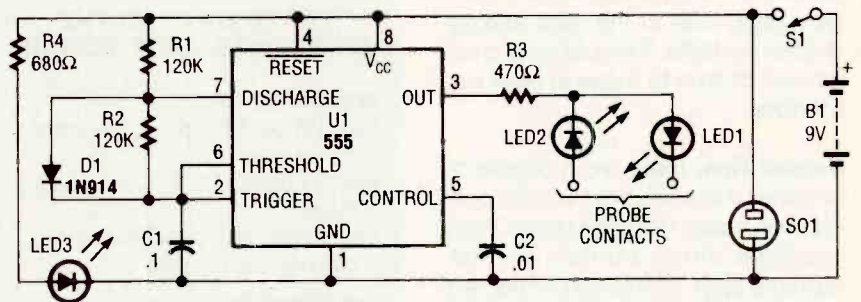 R4
680Ω
R1
120K
R2
120K
D1
1N914
LED3
C1
.1
4
RESET
8
VCC
7
DISCHARGE
U1
555
OUT
3
6
THRESHOLD
2
TRIGGER
CONTROL
5
GND
1
R3
470Ω
LED2
LED1
PROBE
CONTACTS
C2
.01
S1
+
B1
9V
SO1